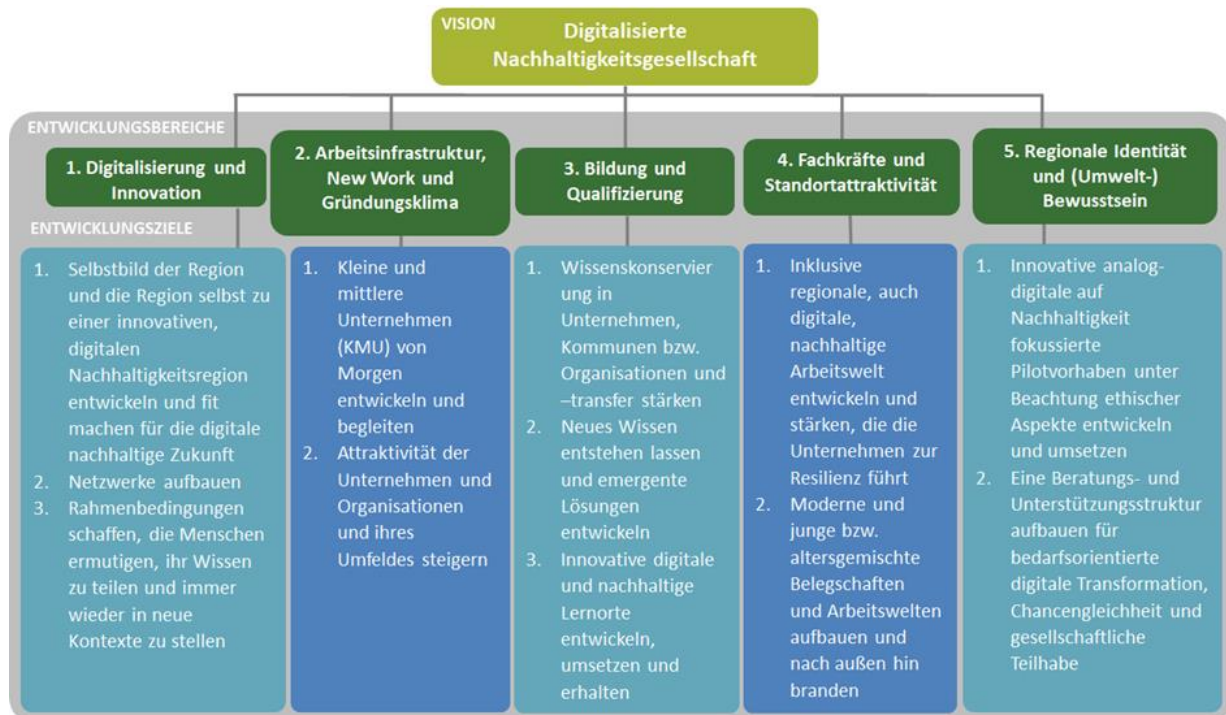 VISION
Digitalisierte
Nachhaltigkeitsgesellschaft
ENTWICKLUNGSBEREICHE
1. Digitalisierung und
Innovation
2. Arbeitsinfrastruktur,
New Work und
Gründungsklima
3. Bildung und
Qualifizierung
4. Fachkräfte und
Standortattraktivität
5. Regionale Identität
und (Umwelt-)
Bewusstsein
ENTWICKLUNGSZIELE
1. Selbstbild der Region
und die Region selbst zu
einer innovativen,
digitalen
Nachhaltigkeitsregion
entwickeln und fit
machen für die digitale
nachhaltige Zukunft
2. Netzwerke aufbauen
3. Rahmenbedingungen
schaffen, die Menschen
ermutigen, ihr Wissen
zu teilen und immer
wieder in neue
Kontexte zu stellen
1. Kleine und
mittlere
Unternehmen
(KMU) von
Morgen
entwickeln und
begleiten
2. Attraktivität der
Unternehmen und
Organisationen
und ihres
Umfeldes steigern
1. Wissenskonservier
ung in
Unternehmen,
Kommunen bzw.
Organisationen und
–transfer stärken
2. Neues Wissen
entstehen lassen
und emergente
Lösungen
entwickeln
3. Innovative digitale
und nachhaltige
Lernorte
entwickeln,
umsetzen und
erhalten
1. Inklusive
regionale, auch
digitale,
nachhaltige
Arbeitswelt
entwickeln und
stärken, die die
Unternehmen zur
Resilienz führt
2. Moderne und
junge bzw.
altersgemischte
Belegschaften
und Arbeitswelten
aufbauen und
nach außen hin
branden
1. Innovative analog-
digitale auf
Nachhaltigkeit
fokussierte
Pilotvorhaben unter
Beachtung ethischer
Aspekte entwickeln
und umsetzen
2. Eine Beratungs- und
Unterstützungsstruktur
aufbauen für
bedarfsorientierte
digitale Transformation,
Chancengleichheit und
gesellschaftliche
Teilhabe